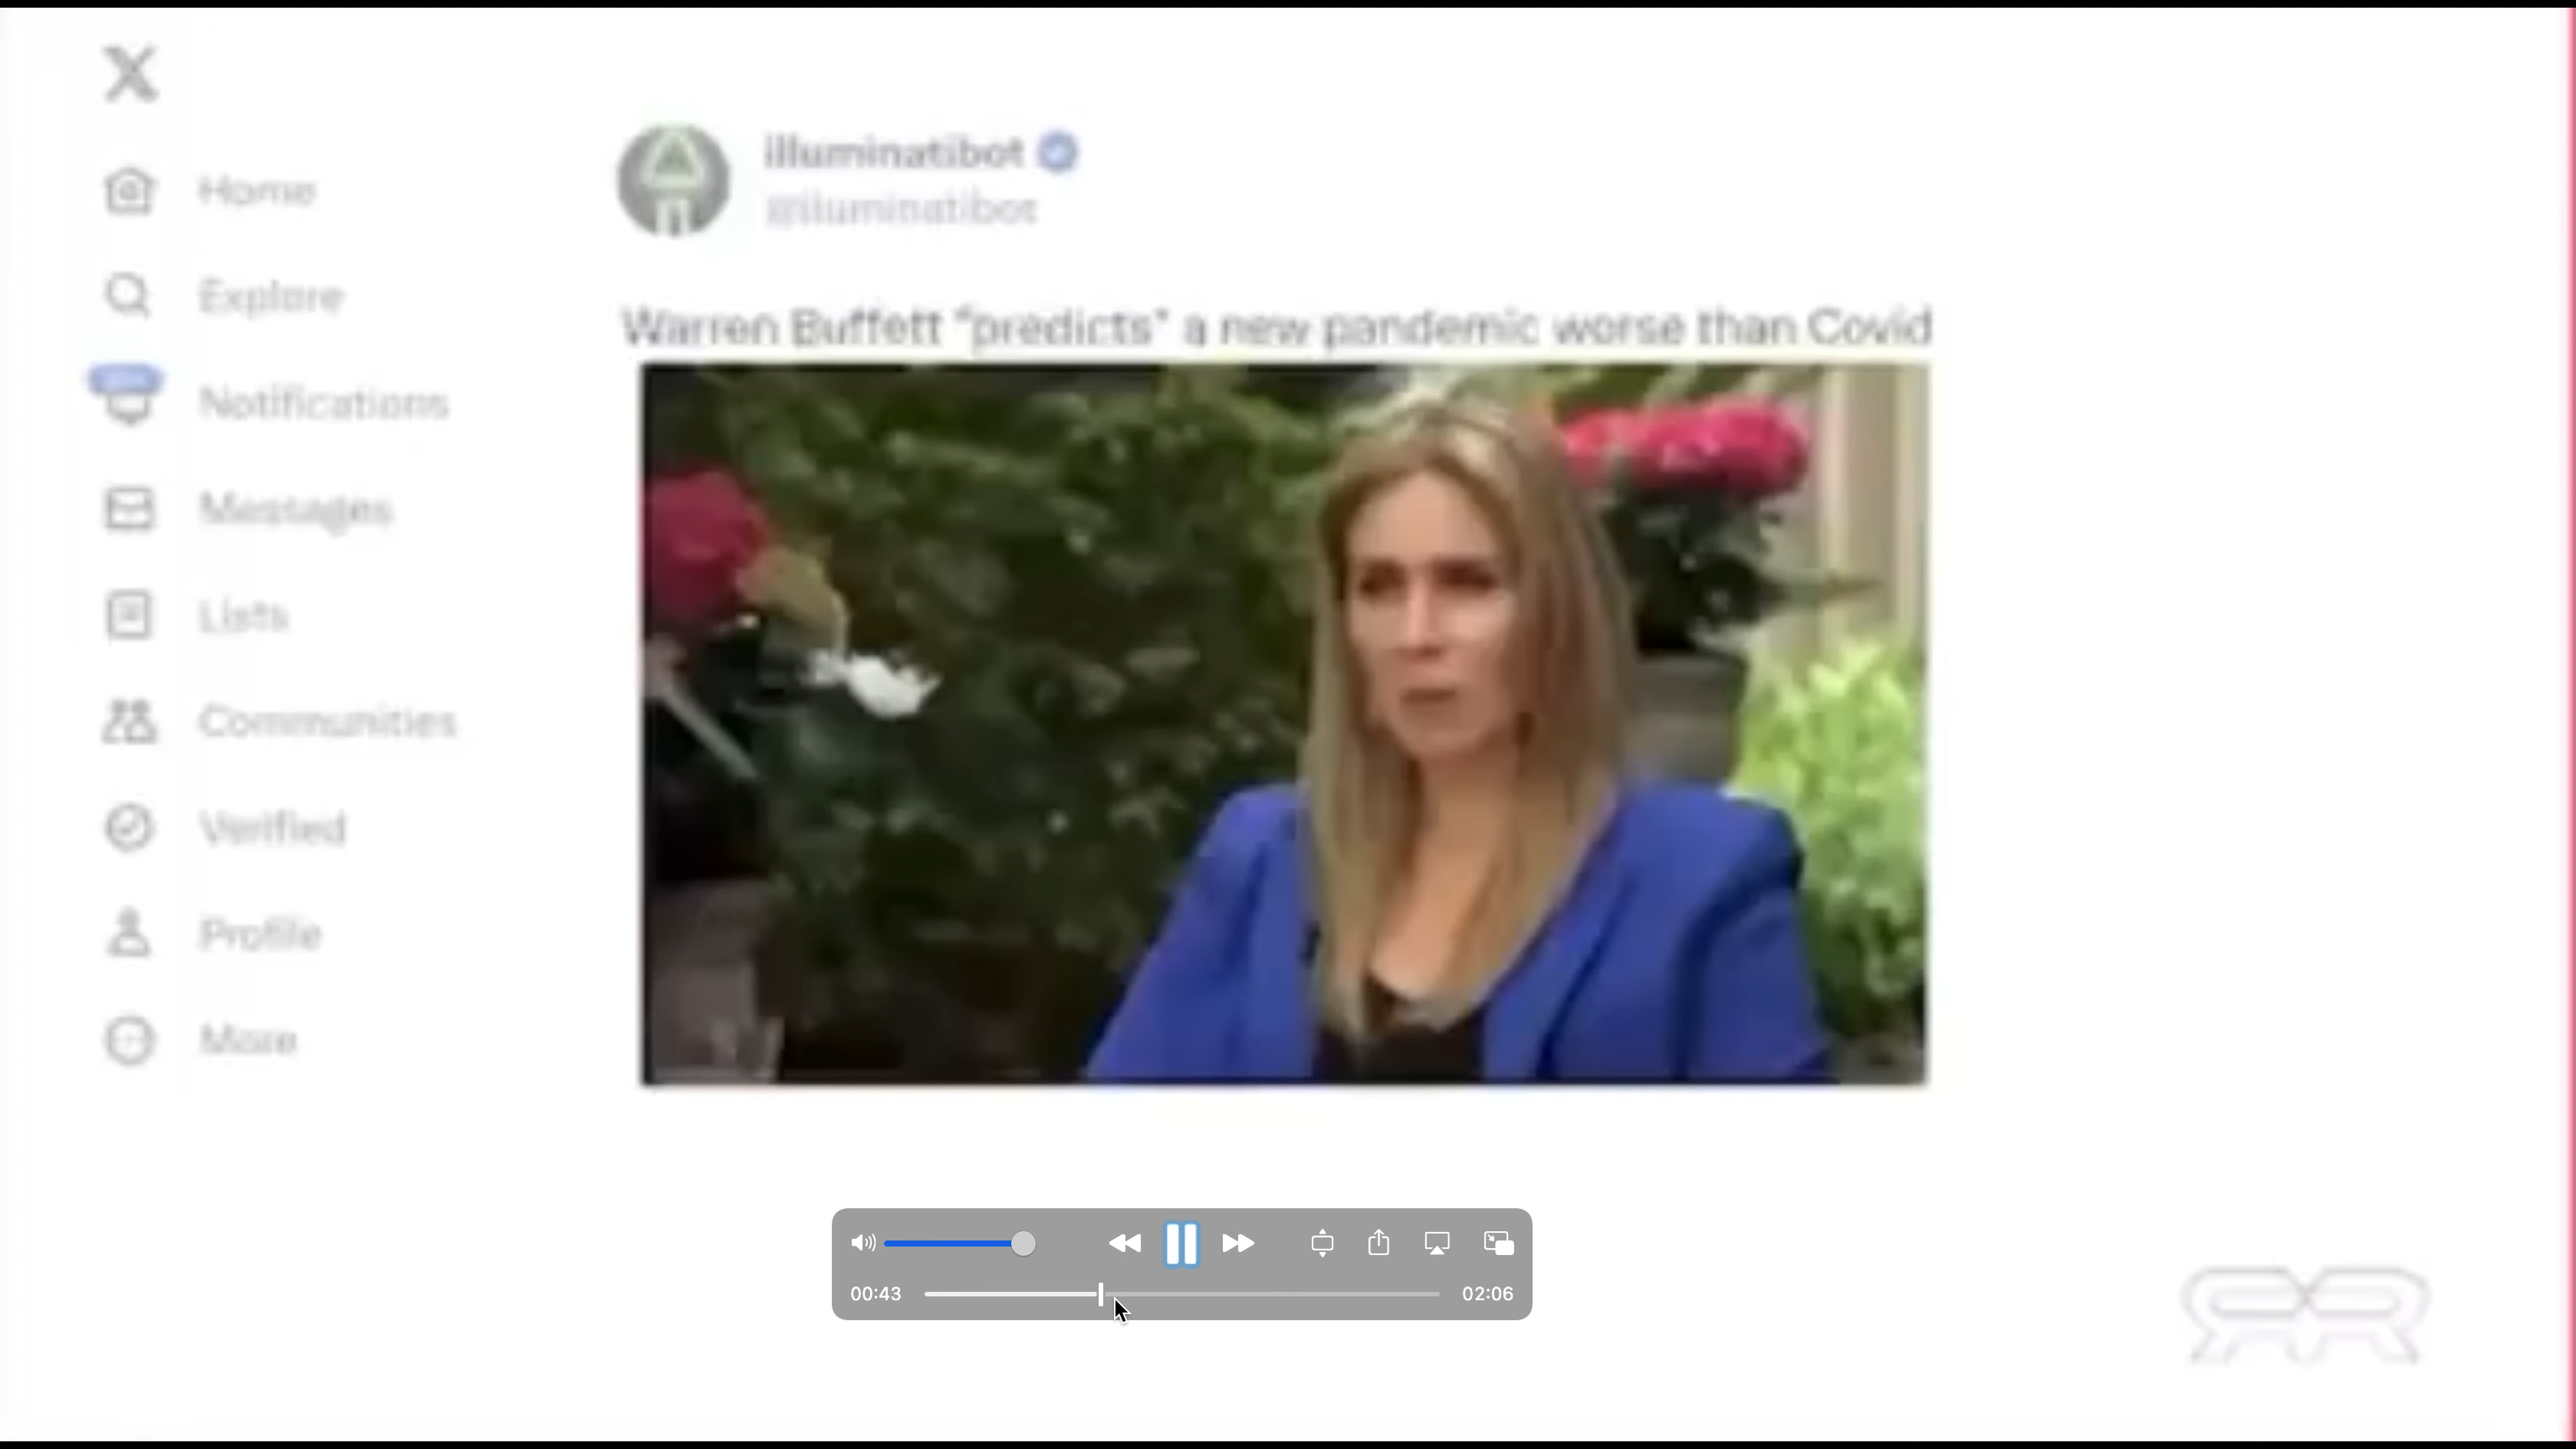 X
illuminatibot
@iluminatibot
Home
Explore
Warren Buffett "predicts" a new pandemic worse than Covid
Notifications
Messages
Lists
Communities
Verified
Profile
More
00:43
02:06